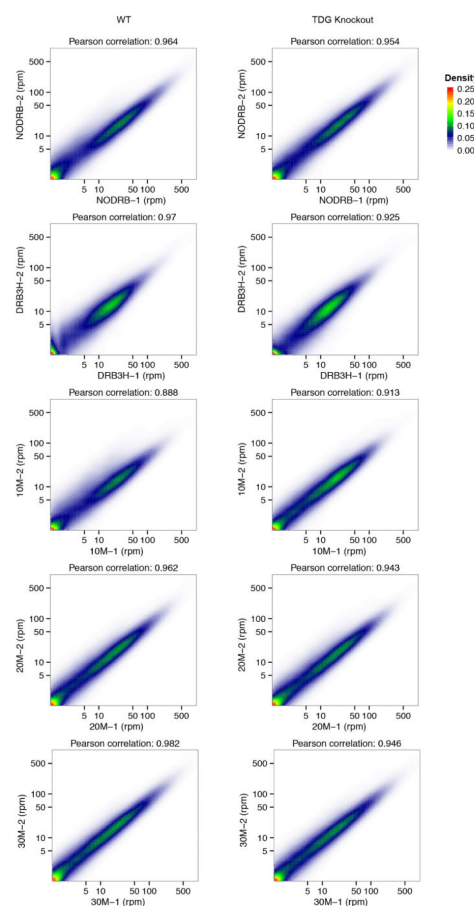 WT
TDG Knockout
Pearson correlation: 0.964
Pearson correlation: 0.954
NODRB-2 (rpm)
500
100
50
10
5
5 10 50 100 500
NODRB-1 (rpm)
NODRB-2 (rpm)
500
100
50
10
5
5 10 50 100 500
NODRB-1 (rpm)
Density
0.25
0.20
0.15
0.10
0.05
0.00
Pearson correlation: 0.97
Pearson correlation: 0.925
DRB3H-2 (rpm)
500
100
50
10
5
5 10 50 100 500
DRB3H-1 (rpm)
DRB3H-2 (rpm)
500
100
50
10
5
5 10 50 100 500
DRB3H-1 (rpm)
Pearson correlation: 0.888
Pearson correlation: 0.913
10M-2 (rpm)
500
100
50
10
5
5 10 50 100 500
10M-1 (rpm)
10M-2 (rpm)
500
100
50
10
5
5 10 50 100 500
10M-1 (rpm)
Pearson correlation: 0.962
Pearson correlation: 0.943
20M-2 (rpm)
500
100
50
10
5
5 10 50 100 500
20M-1 (rpm)
20M-2 (rpm)
500
100
50
10
5
5 10 50 100 500
20M-1 (rpm)
Pearson correlation: 0.982
Pearson correlation: 0.946
30M-2 (rpm)
500
100
50
10
5
5 10 50 100 500
30M-1 (rpm)
30M-2 (rpm)
500
100
50
10
5
5 10 50 100 500
30M-1 (rpm)